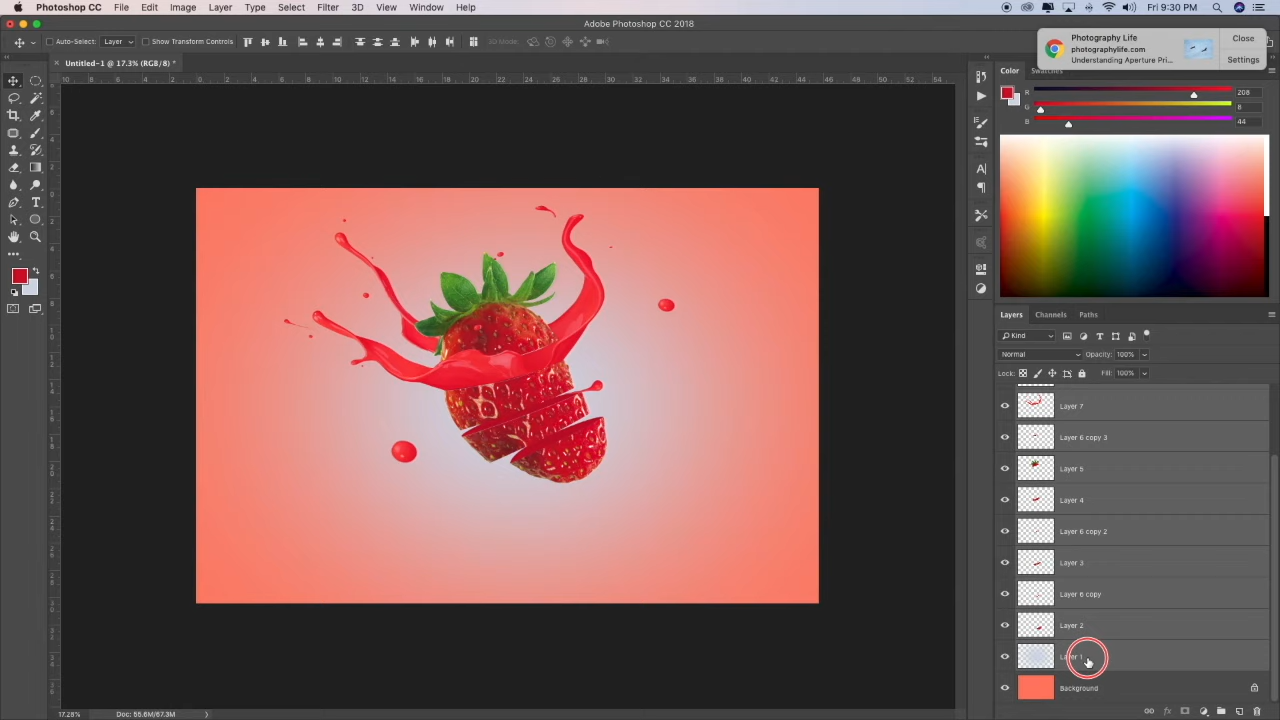 Photoshop CC File Edit Image Layer Type Select Filter 3D View Window Help
Fri 9:30 PM
Adobe Photoshop CC 2018
Auto-Select: Layer Show Transform Controls
3D Mode:
Photography Life
photographylife.com
Understanding Aperture Pri...
Close
Settings
Untitled-1 @ 17.3% (RGB/8) *
Color Swatches
R 208
G 8
B 44
Layers Channels Paths
Kind
Normal Opacity: 100%
Lock: Fill: 100%
Layer 7
Layer 6 copy 3
Layer 5
Layer 4
Layer 6 copy 2
Layer 3
Layer 6 copy
Layer 2
Layer 1
Background
17.28% Doc: 55.6M/67.3M